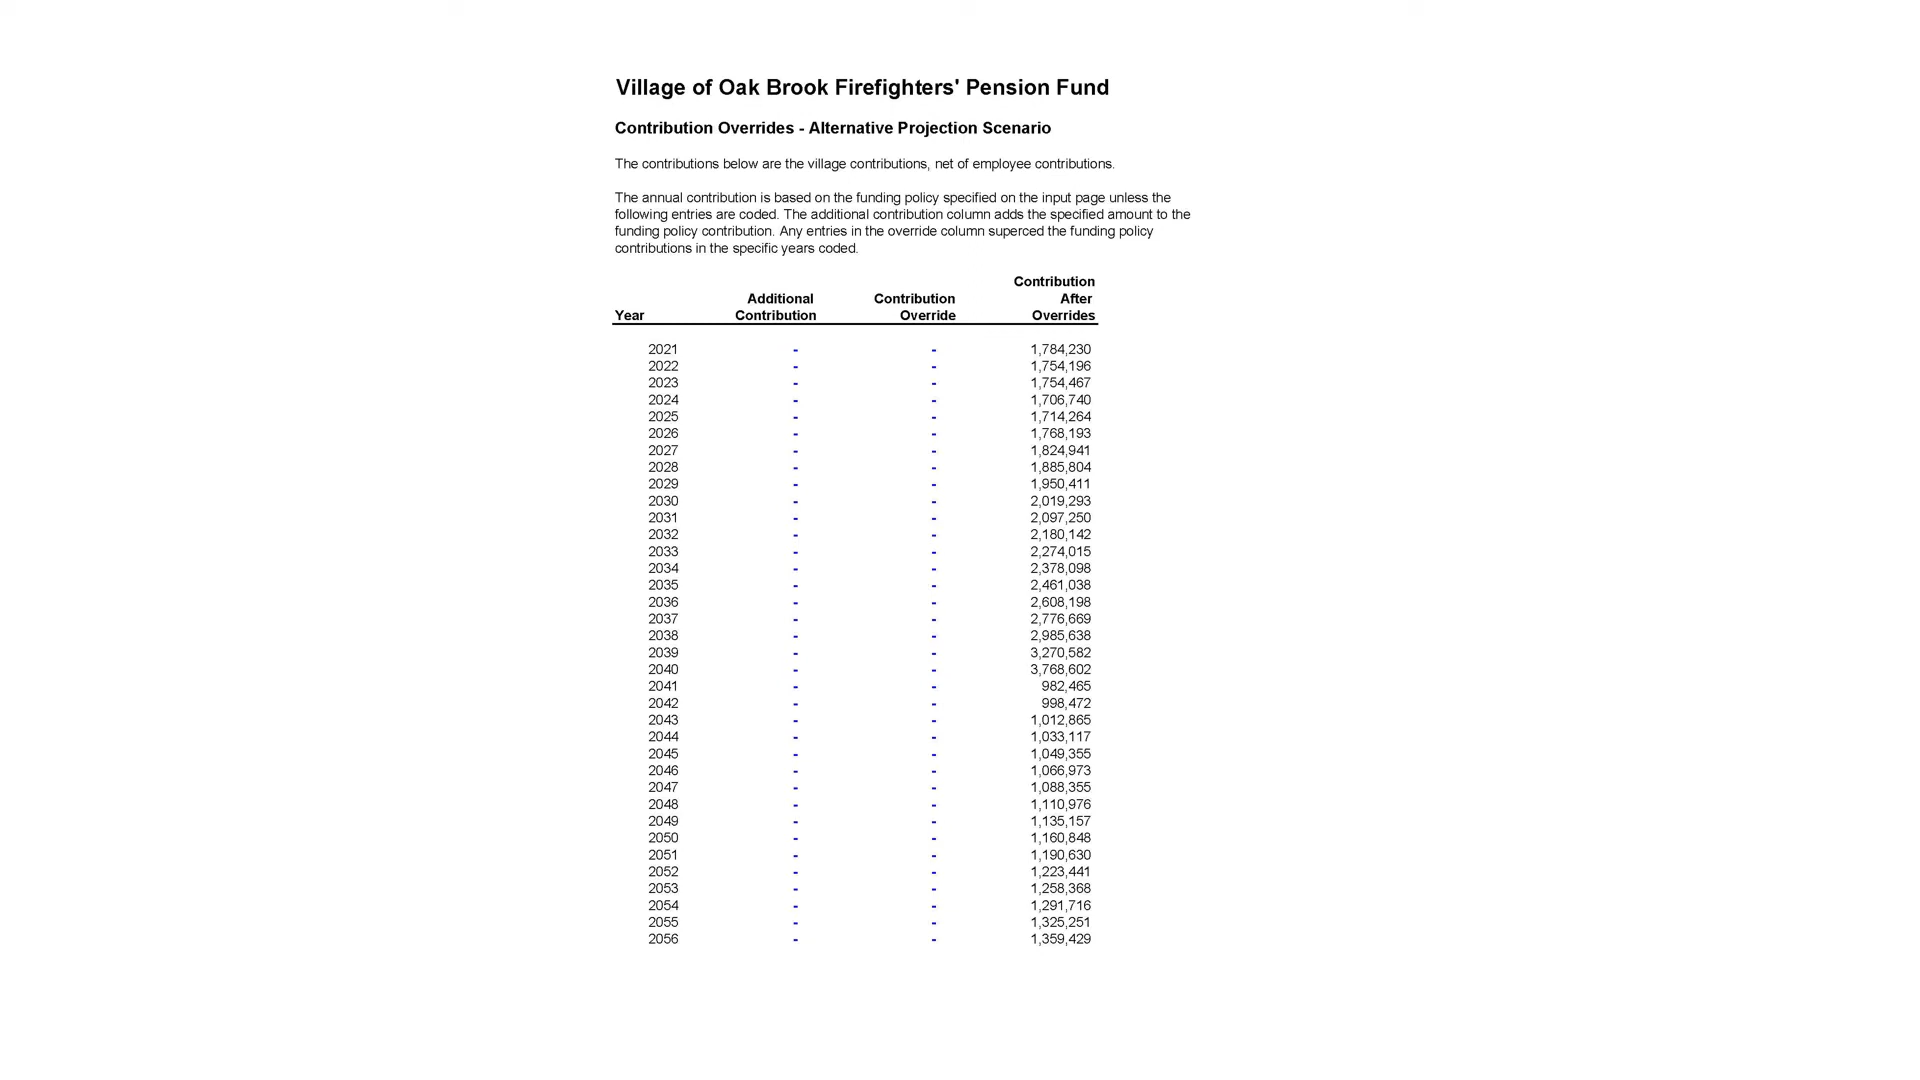 Village of Oak Brook Firefighters' Pension Fund
Contribution Overrides - Alternative Projection Scenario
The contributions below are the village contributions, net of employee contributions.
The annual contribution is based on the funding policy specified on the input page unless the
following entries are coded. The additional contribution column adds the specified amount to the
funding policy contribution. Any entries in the override column superced the funding policy
contributions in the specific years coded.
Contribution
Additional Contribution After
Year Contribution Override Overrides
2021 - - 1,784,230
2022 - - 1,754,196
2023 - - 1,754,467
2024 - - 1,706,740
2025 - - 1,714,264
2026 - - 1,768,193
2027 - - 1,824,941
2028 - - 1,885,804
2029 - - 1,950,411
2030 - - 2,019,293
2031 - - 2,097,250
2032 - - 2,180,142
2033 - - 2,274,015
2034 - - 2,378,098
2035 - - 2,461,038
2036 - - 2,608,198
2037 - - 2,776,669
2038 - - 2,985,638
2039 - - 3,270,582
2040 - - 3,768,602
2041 - - 982,465
2042 - - 998,472
2043 - - 1,012,865
2044 - - 1,033,117
2045 - - 1,049,355
2046 - - 1,066,973
2047 - - 1,088,355
2048 - - 1,110,976
2049 - - 1,135,157
2050 - - 1,160,848
2051 - - 1,190,630
2052 - - 1,223,441
2053 - - 1,258,368
2054 - - 1,291,716
2055 - - 1,325,251
2056 - - 1,359,429